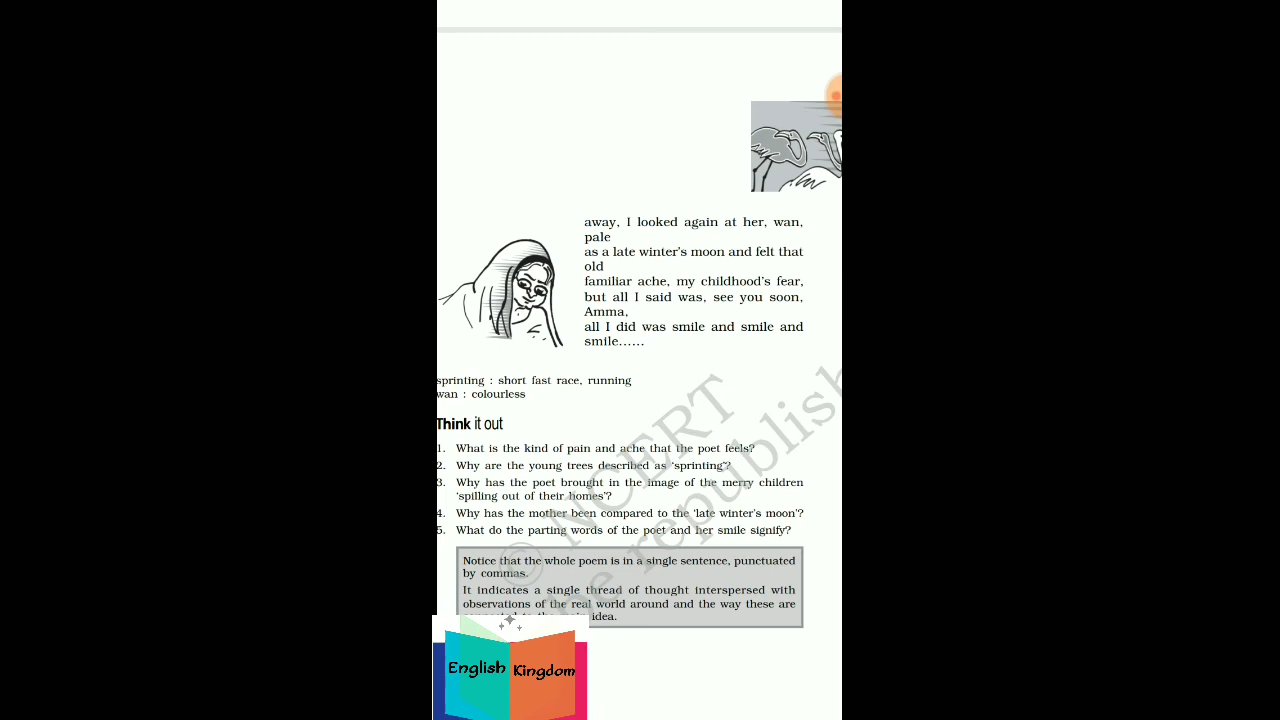 away, I looked again at her, wan,
pale
as a late winter's moon and felt that
old
familiar ache, my childhood's fear,
but all I said was, see you soon,
Amma,
all I did was smile and smile and
smile......
sprinting : short fast race, running
wan : colourless
Think it out
1. What is the kind of pain and ache that the poet feels?
2. Why are the young trees described as ‘sprinting’?
3. Why has the poet brought in the image of the merry children
‘spilling out of their homes’?
4. Why has the mother been compared to the ‘late winter's moon’?
5. What do the parting words of the poet and her smile signify?
Notice that the whole poem is in a single sentence, punctuated
by commas.
It indicates a single thread of thought interspersed with
observations of the real world around and the way these are
idea.
© NCERT
be republish
English Kingdom